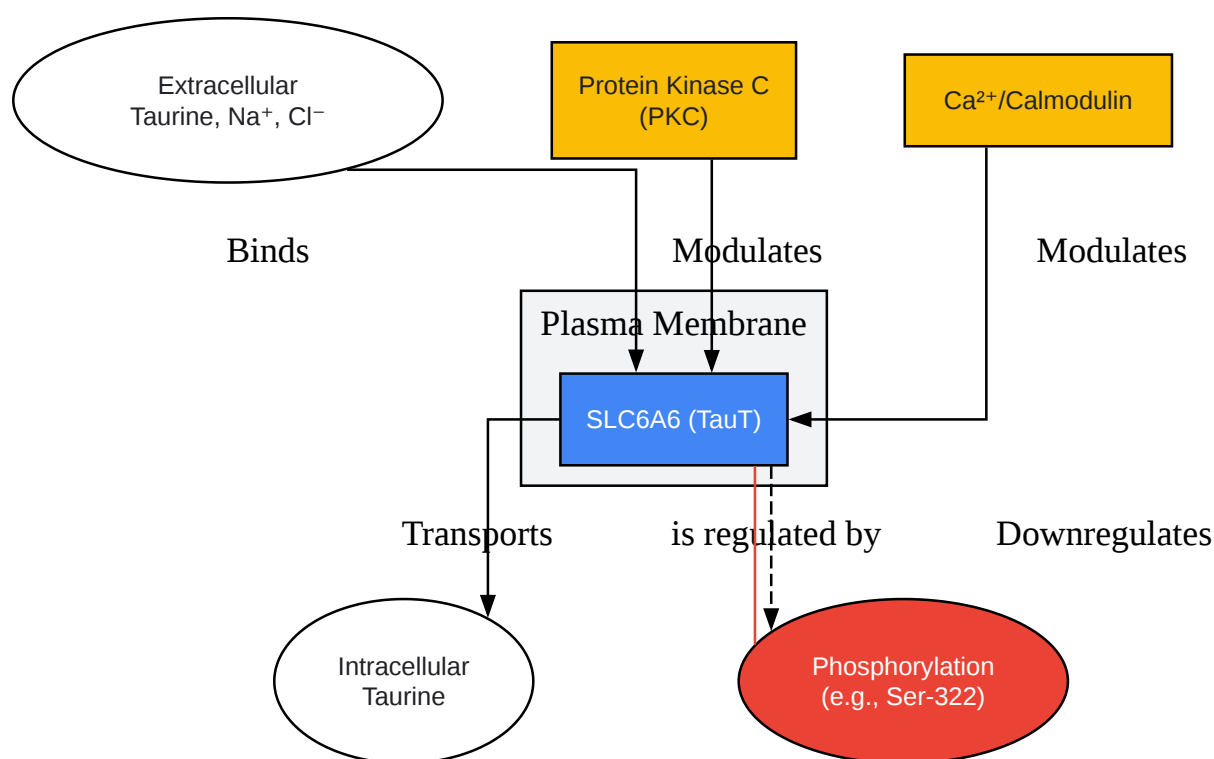 Extracellular
Taurine, Na⁺, Cl⁻
Protein Kinase C
(PKC)
Ca²⁺/Calmodulin
Binds
Modulates
Modulates
Plasma Membrane
SLC6A6 (TauT)
Transports
is regulated by
Downregulates
Intracellular
Taurine
Phosphorylation
(e.g., Ser-322)